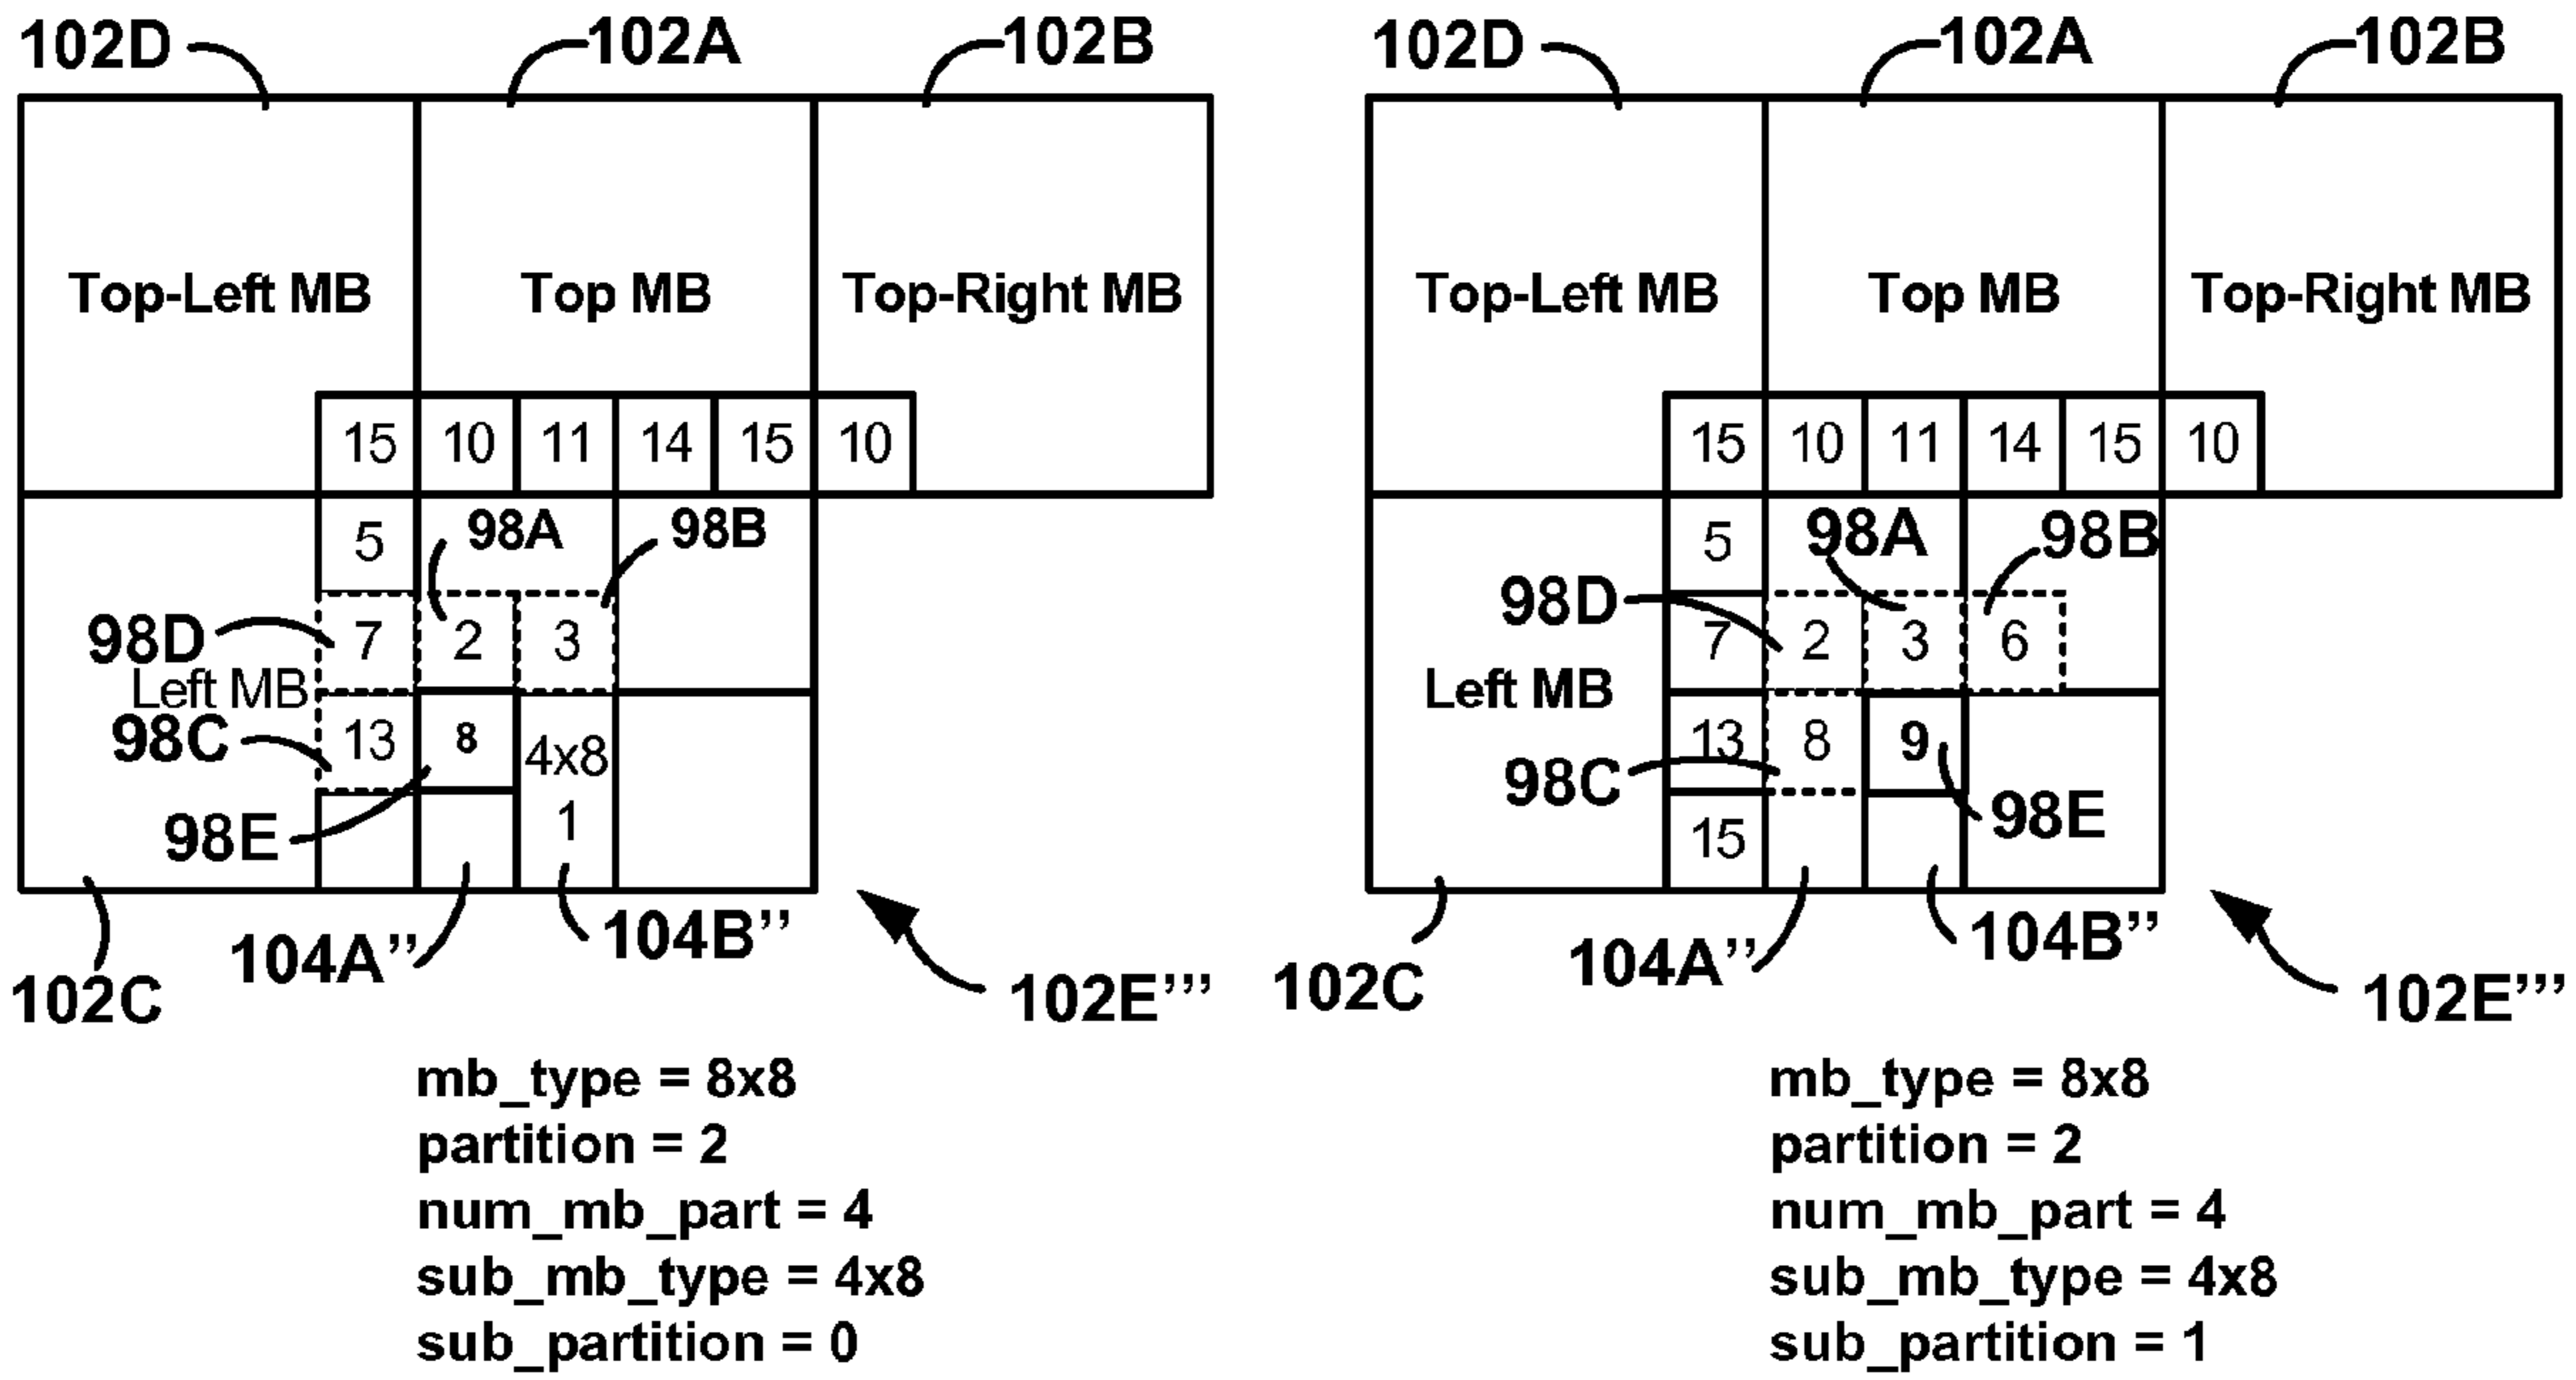 102D 102A 102B
Top-Left MB Top MB Top-Right MB
15 10 11 14 15 10
5 98A 98B
98D 7 2 3
Left MB
98C 13 8 4x8
98E 1
104A’’ 104B’’
102C 102E’’’
mb_type = 8x8
partition = 2
num_mb_part = 4
sub_mb_type = 4x8
sub_partition = 0
102D 102A 102B
Top-Left MB Top MB Top-Right MB
15 10 11 14 15 10
5 98A 98B
98D 7 2 3 6
Left MB
98C 13 8 9
15 98E
104A’’ 104B’’
102C 102E’’’
mb_type = 8x8
partition = 2
num_mb_part = 4
sub_mb_type = 4x8
sub_partition = 1